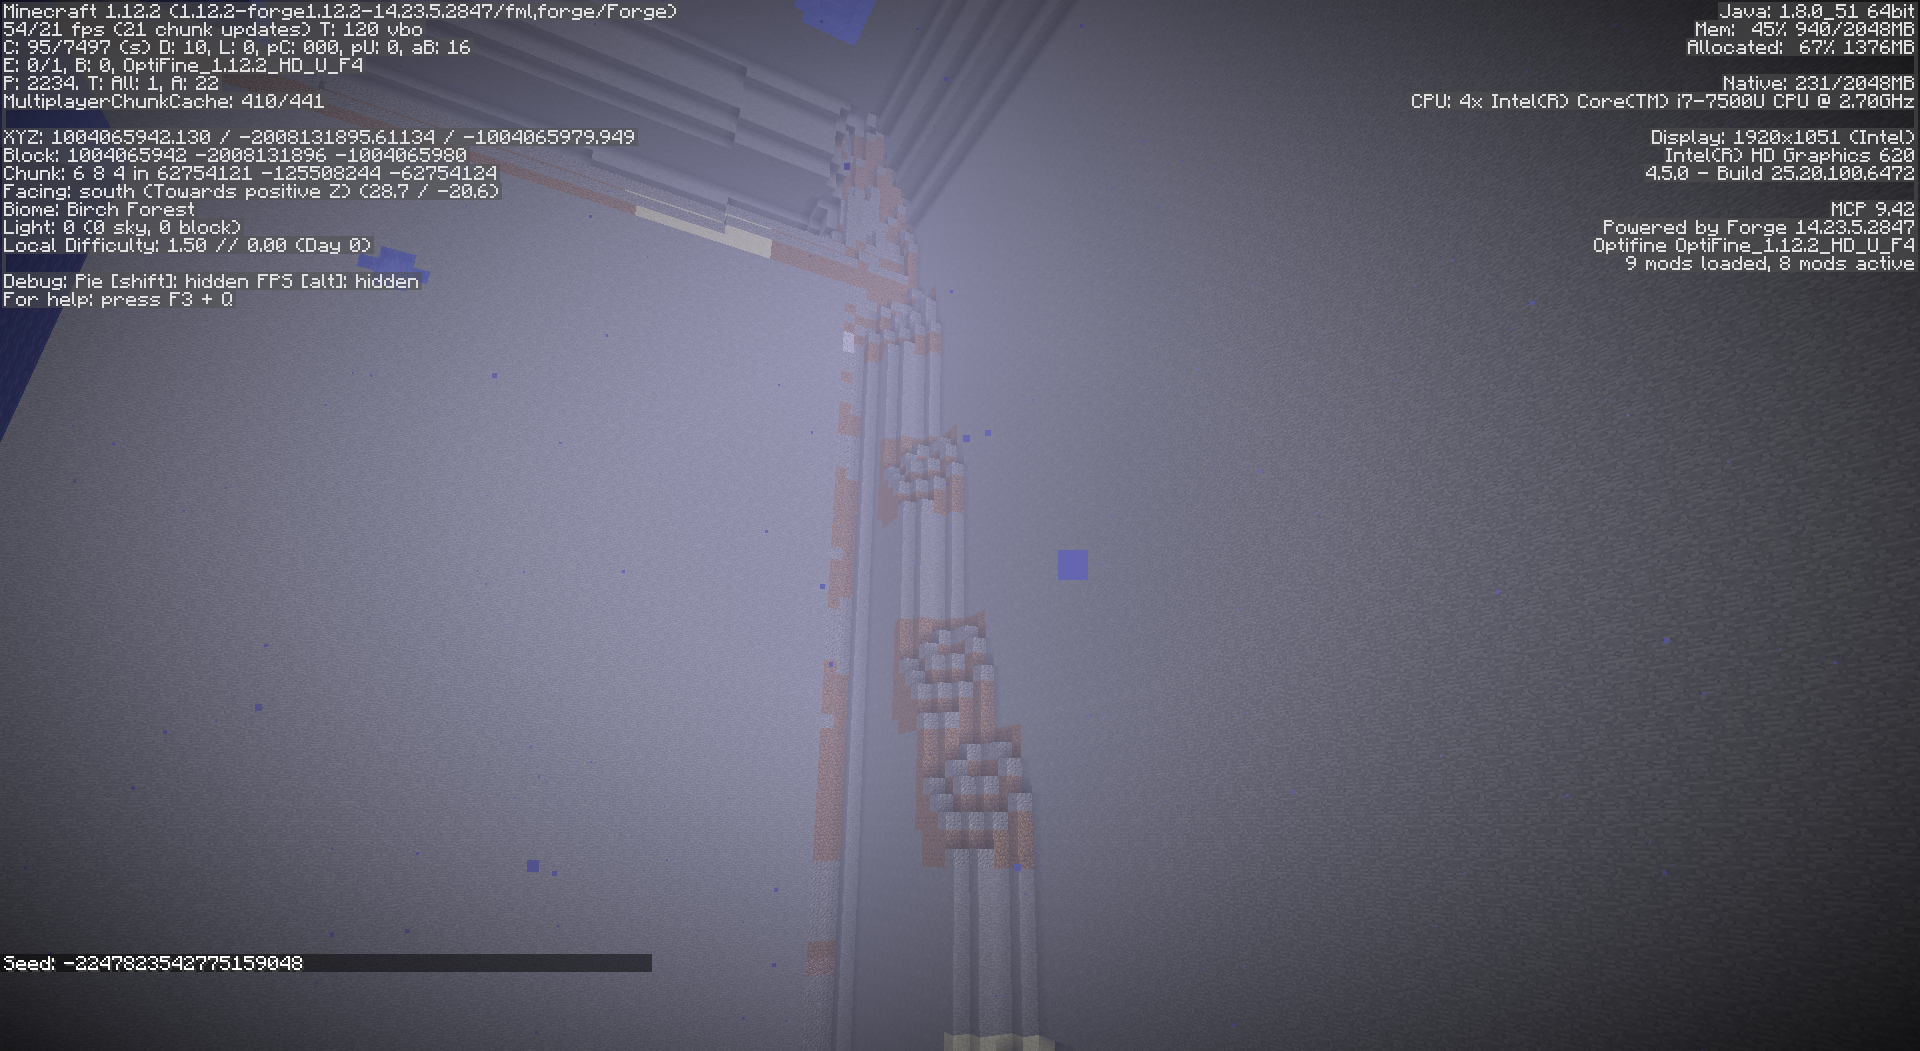 Minecraft 1.12.2 (1.12.2-forge1.12.2-14.23.5.2847/fml,forge/Forge)
54/21 fps (21 chunk updates) T: 120 vbo
C: 95/7497 (s) D: 10, L: 0, pC: 000, pU: 0, aB: 16
E: 0/1, B: 0, OptiFine_1.12.2_HD_U_F4
P: 2234. T: All: 1, A: 22
MultiplayerChunkCache: 410/441
XYZ: 1004065942.130 / -2008131895.61134 / -1004065979.949
Block: 1004065942 -2008131896 -1004065980
Chunk: 6 8 4 in 62754121 -125508244 -62754124
Facing: south (Towards positive Z) (28.7 / -20.6)
Biome: Birch Forest
Light: 0 (0 sky, 0 block)
Local Difficulty: 1.50 // 0.00 (Day 0)
Debug: Pie [shift]: hidden FPS [alt]: hidden
For help: press F3 + Q
Java: 1.8.0_51 64bit
Mem: 45% 940/2048MB
Allocated: 67% 1376MB
Native: 231/2048MB
CPU: 4x Intel(R) Core(TM) i7-7500U CPU @ 2.70GHz
Display: 1920x1051 (Intel)
Intel(R) HD Graphics 620
4.5.0 - Build 25.20.100.6472
MCP 9.42
Powered by Forge 14.23.5.2847
Optifine OptiFine_1.12.2_HD_U_F4
9 mods loaded, 8 mods active
Seed: -2247823542775159048